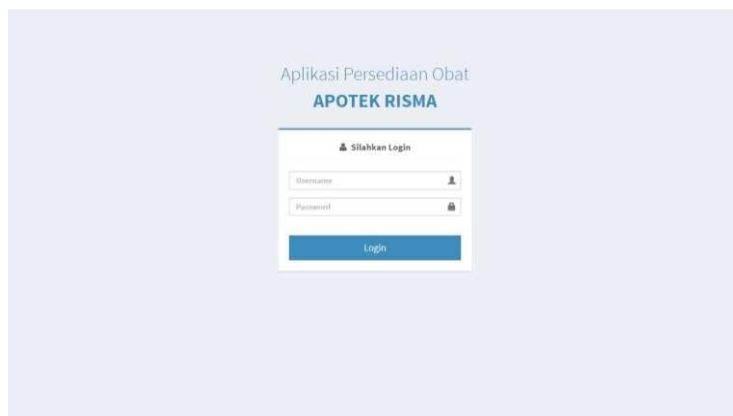 Aplikasi Persediaan Obat
APOTEK RISMA
Silahkan Login
Username
Password
Login